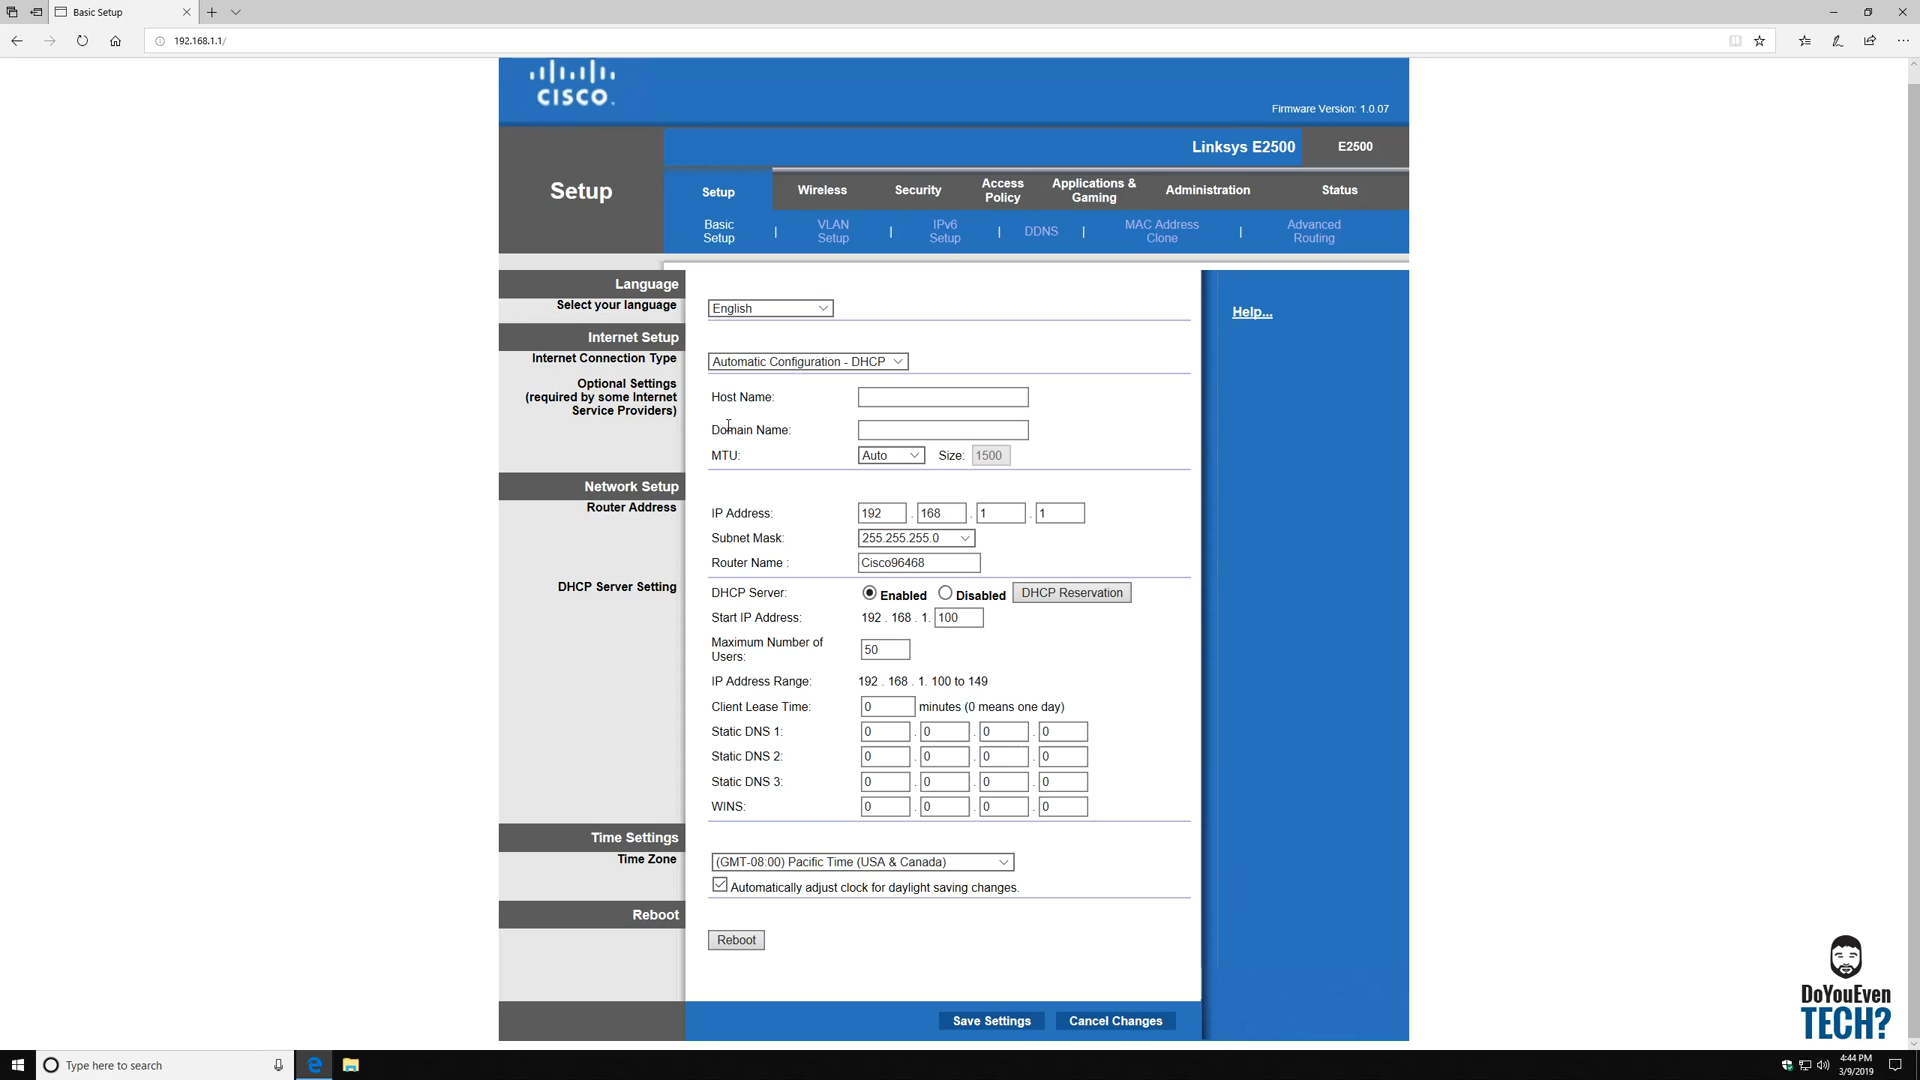 Basic Setup
192.168.1.1/
CISCO.
Firmware Version: 1.0.07
Linksys E2500
E2500
Setup
Setup
Wireless
Security
Access
Policy
Applications &
Gaming
Administration
Status
Basic
Setup
|
VLAN
Setup
|
IPv6
Setup
|
DDNS
|
MAC Address
Clone
|
Advanced
Routing
Language
Select your language
English
Help...
Internet Setup
Internet Connection Type
Automatic Configuration - DHCP
Optional Settings
(required by some Internet
Service Providers)
Host Name:
Domain Name:
MTU: Auto Size: 1500
Network Setup
Router Address
IP Address: 192 . 168 . 1 . 1
Subnet Mask: 255.255.255.0
Router Name : Cisco96468
DHCP Server Setting
DHCP Server: Enabled Disabled DHCP Reservation
Start IP Address: 192 . 168 . 1. 100
Maximum Number of
Users: 50
IP Address Range: 192 . 168 . 1. 100 to 149
Client Lease Time: 0 minutes (0 means one day)
Static DNS 1: 0 . 0 . 0 . 0
Static DNS 2: 0 . 0 . 0 . 0
Static DNS 3: 0 . 0 . 0 . 0
WINS: 0 . 0 . 0 . 0
Time Settings
Time Zone
(GMT-08:00) Pacific Time (USA & Canada)
Automatically adjust clock for daylight saving changes.
Reboot
Reboot
Save Settings
Cancel Changes
DoYouEven
TECH?
Type here to search
4:44 PM
3/9/2019